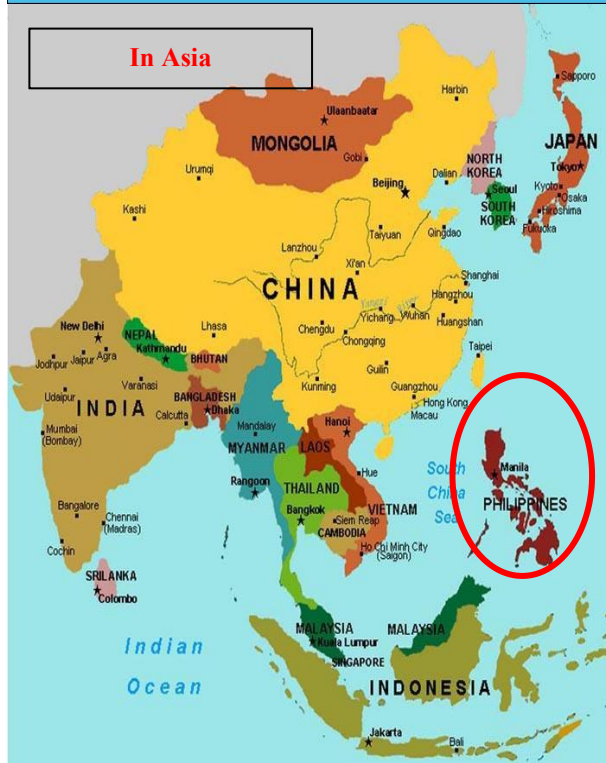 In Asia
Sapporo
Harbin
Ulaanbaatar
MONGOLIA
JAPAN
Gobi
NORTH
KOREA
Tokyo
Urumqi
Beijing
Dalian
Seoul
Kyoto
Osaka
SOUTH
KOREA
Hiroshima
Fukuoka
Kashi
Taiyuan
Qingdao
Lanzhou
Xi'an
CHINA
Shanghai
Yangzi River
Hangzhou
Yichang
Wuhan
Huangshan
New Delhi
NEPAL
Lhasa
Chengdu
Chongqing
Kathmandu
Agra
Jaipur
Jodhpur
BHUTAN
Taipei
Guilin
Udaipur
Varanasi
BANGLADESH
Dhaka
Kunming
Guangzhou
Hong Kong
Macau
INDIA
Calcutta
Mumbai
(Bombay)
Mandalay
MYANMAR
Hanoi
LAOS
Hue
South
China
Sea
Manila
PHILIPPINES
Rangoon
THAILAND
VIETNAM
Bangkok
Siem Reap
CAMBODIA
Bangalore
Chennai
(Madras)
Cochin
Ho Chi Minh City
(Saigon)
SRILANKA
Colombo
MALAYSIA
Kuala Lumpur
MALAYSIA
SINGAPORE
Indian
Ocean
INDONESIA
Jakarta
Bali